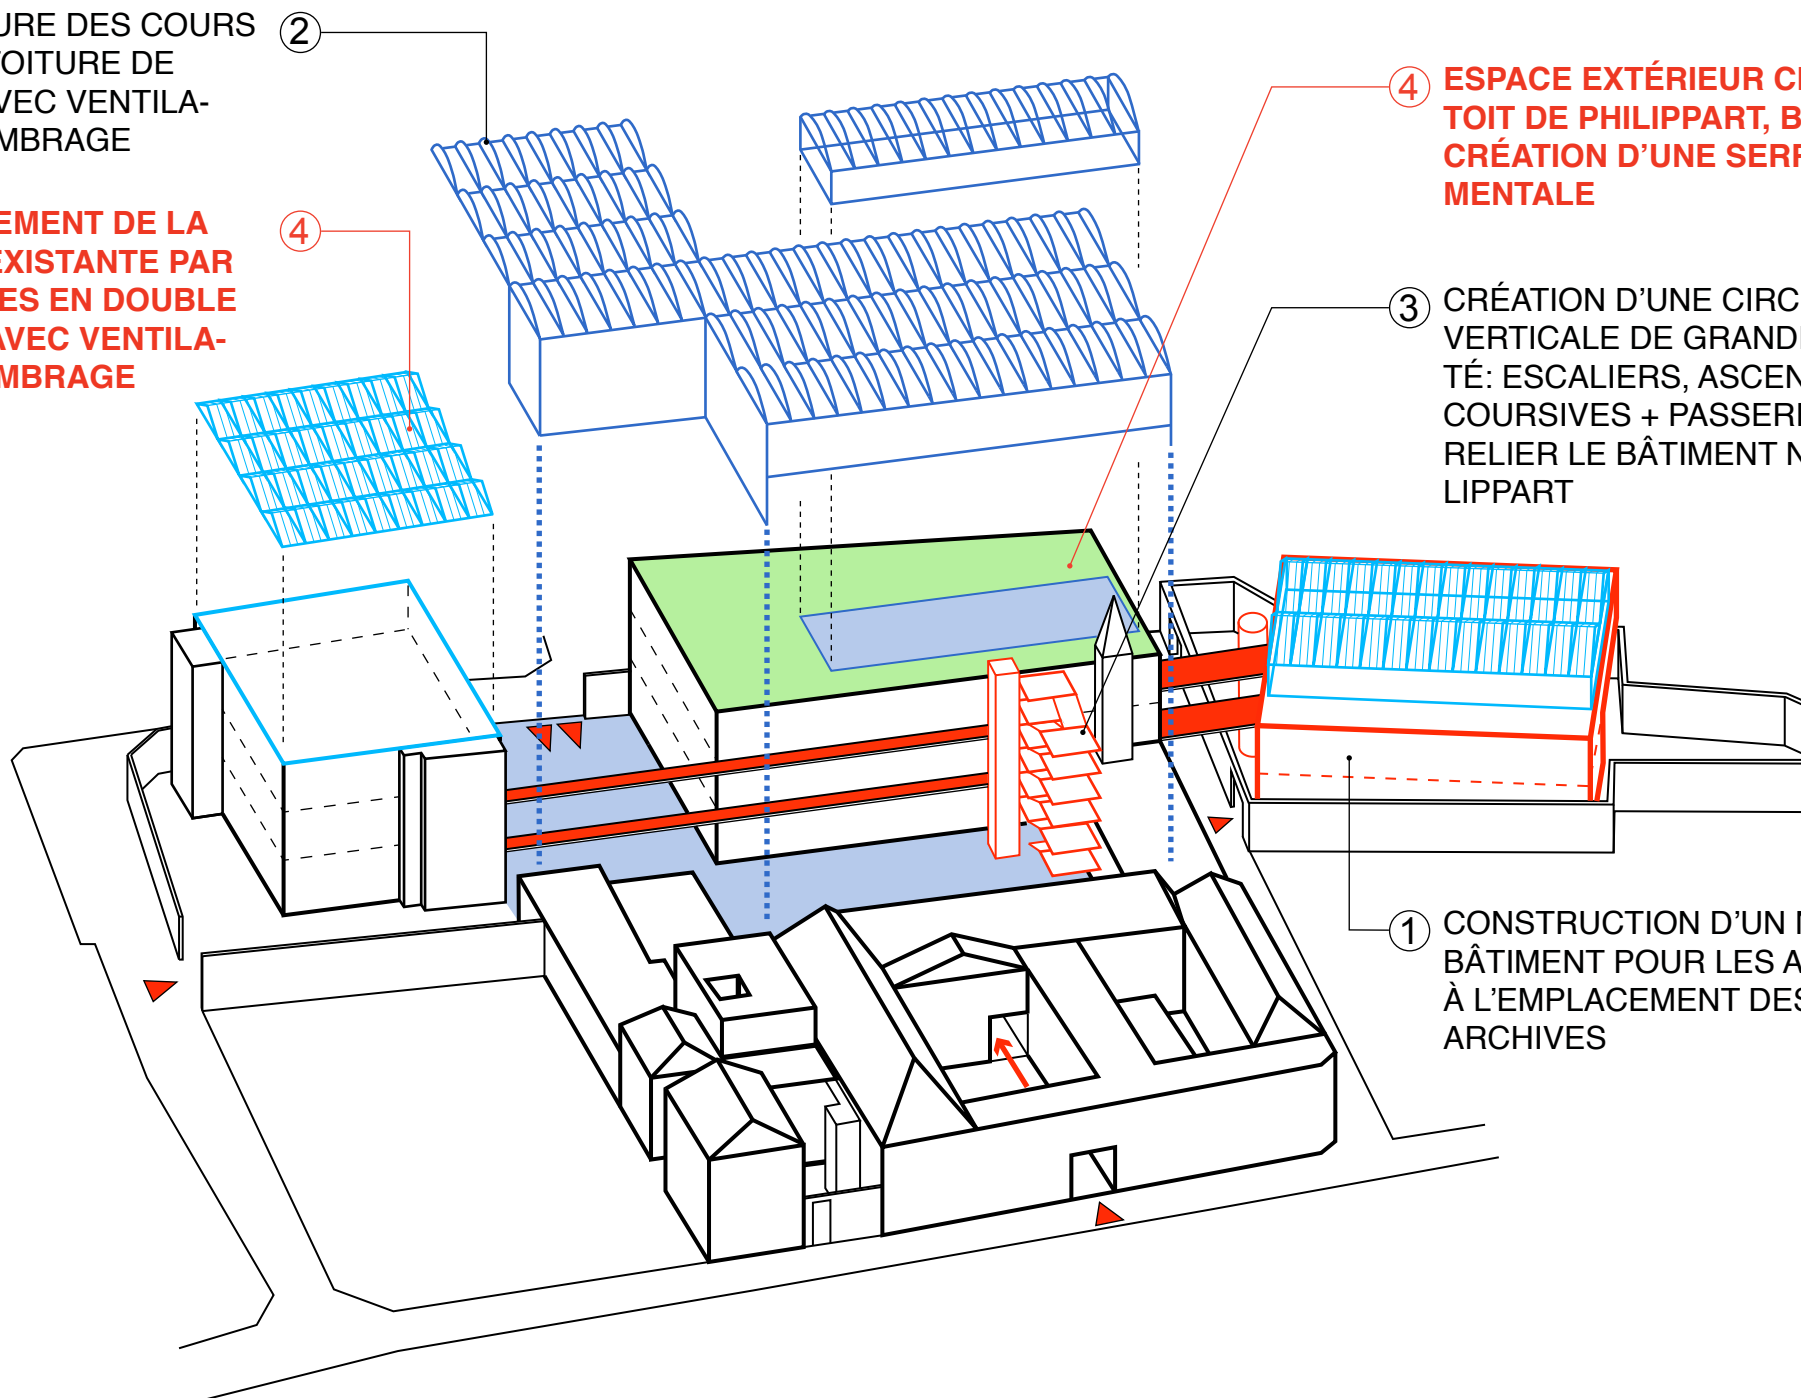 URE DES COURS
VOITURE DE
AVEC VENTILA-
MBRAGE
2
EMENT DE LA
EXISTANTE PAR
ES EN DOUBLE
AVEC VENTILA-
MBRAGE
4
4 ESPACE EXTÉRIEUR
TOIT DE PHILIPPART, B
CRÉATION D’UNE SERR
MENTALE
3 CRÉATION D’UNE CIRC
VERTICALE DE GRAND
TÉ: ESCALIERS, ASCEN
COURSIVES + PASSER
RELIER LE BÂTIMENT N
LIPPART
1 CONSTRUCTION D’UN N
BÂTIMENT POUR LES A
À L’EMPLACEMENT DES
ARCHIVES